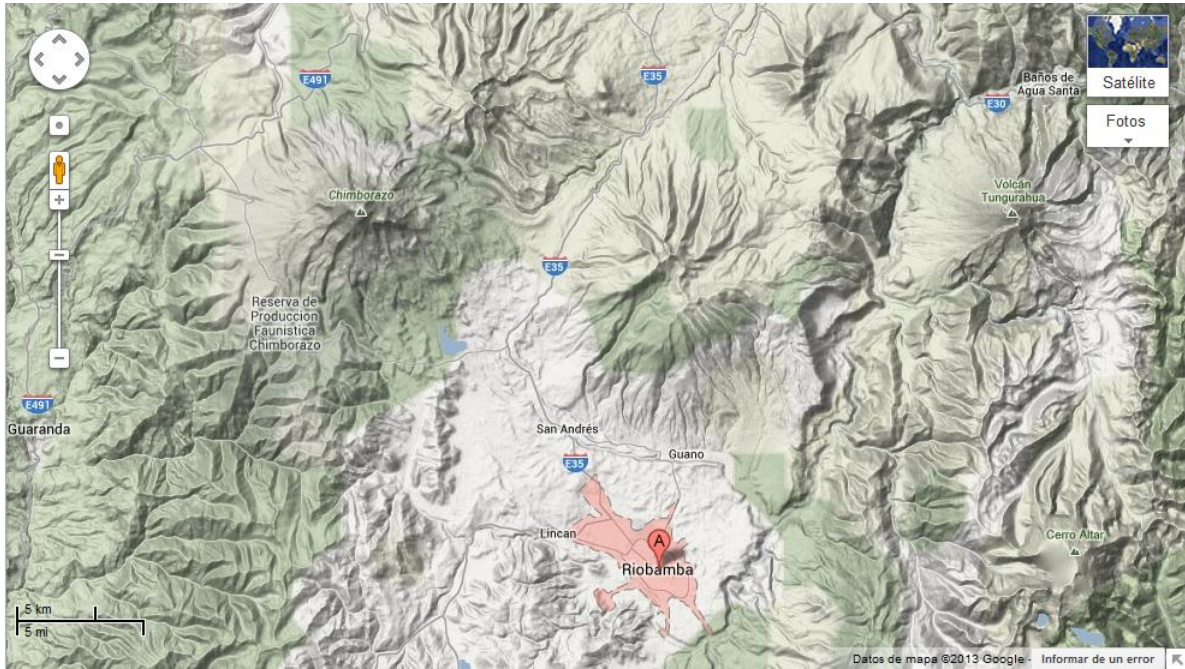 E491
E35
Baños de
Agua Santa
E30
Satélite
Fotos
Chimborazo
Volcán
Tungurahua
E35
Reserva de
Producción
Faunística
Chimborazo
E491
Guaranda
San Andrés
Guano
E35
Lincan
A
Riobamba
Cerro Altar
5 km
5 mi
Datos de mapa ©2013 Google - Informar de un error